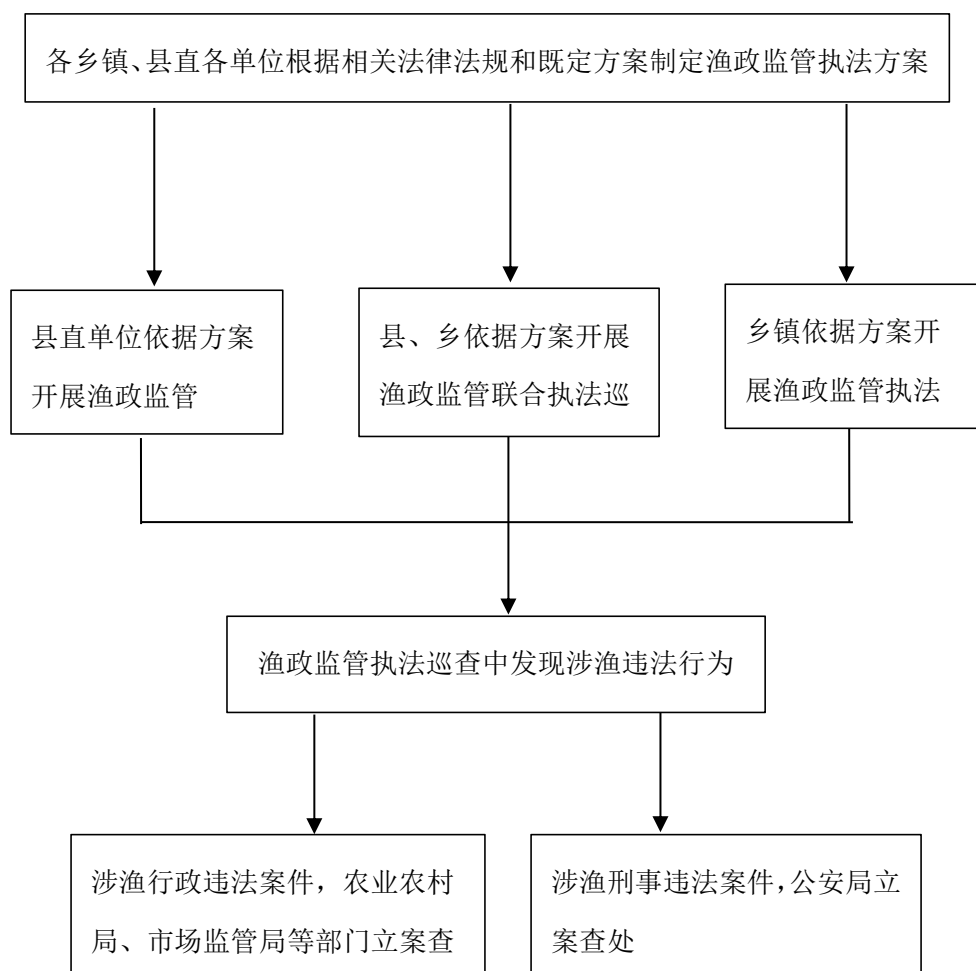 各乡镇、县直各单位根据相关法律法规和既定方案制定渔政监管执法方案
县直单位依据方案
开展渔政监管
县、乡依据方案开展
渔政监管联合执法巡
乡镇依据方案开
展渔政监管执法
渔政监管执法巡查中发现涉渔违法行为
涉渔行政违法案件，农业农村
局、市场监管局等部门立案查
涉渔刑事违法案件，公安局立
案查处